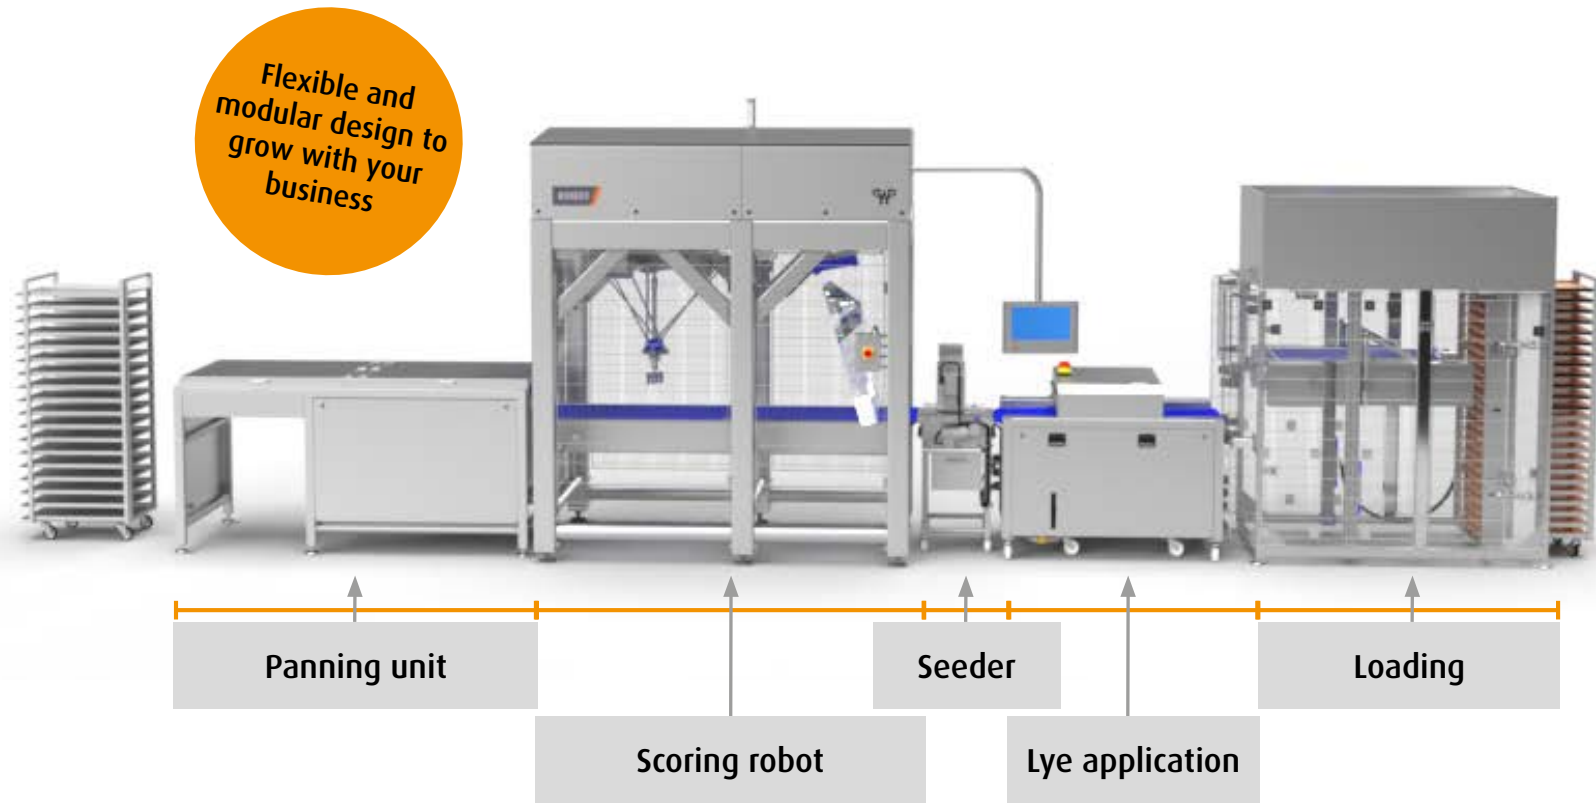 Flexible and
modular design to
grow with your
business
Panning unit
Scoring robot
Seeder
Lye application
Loading